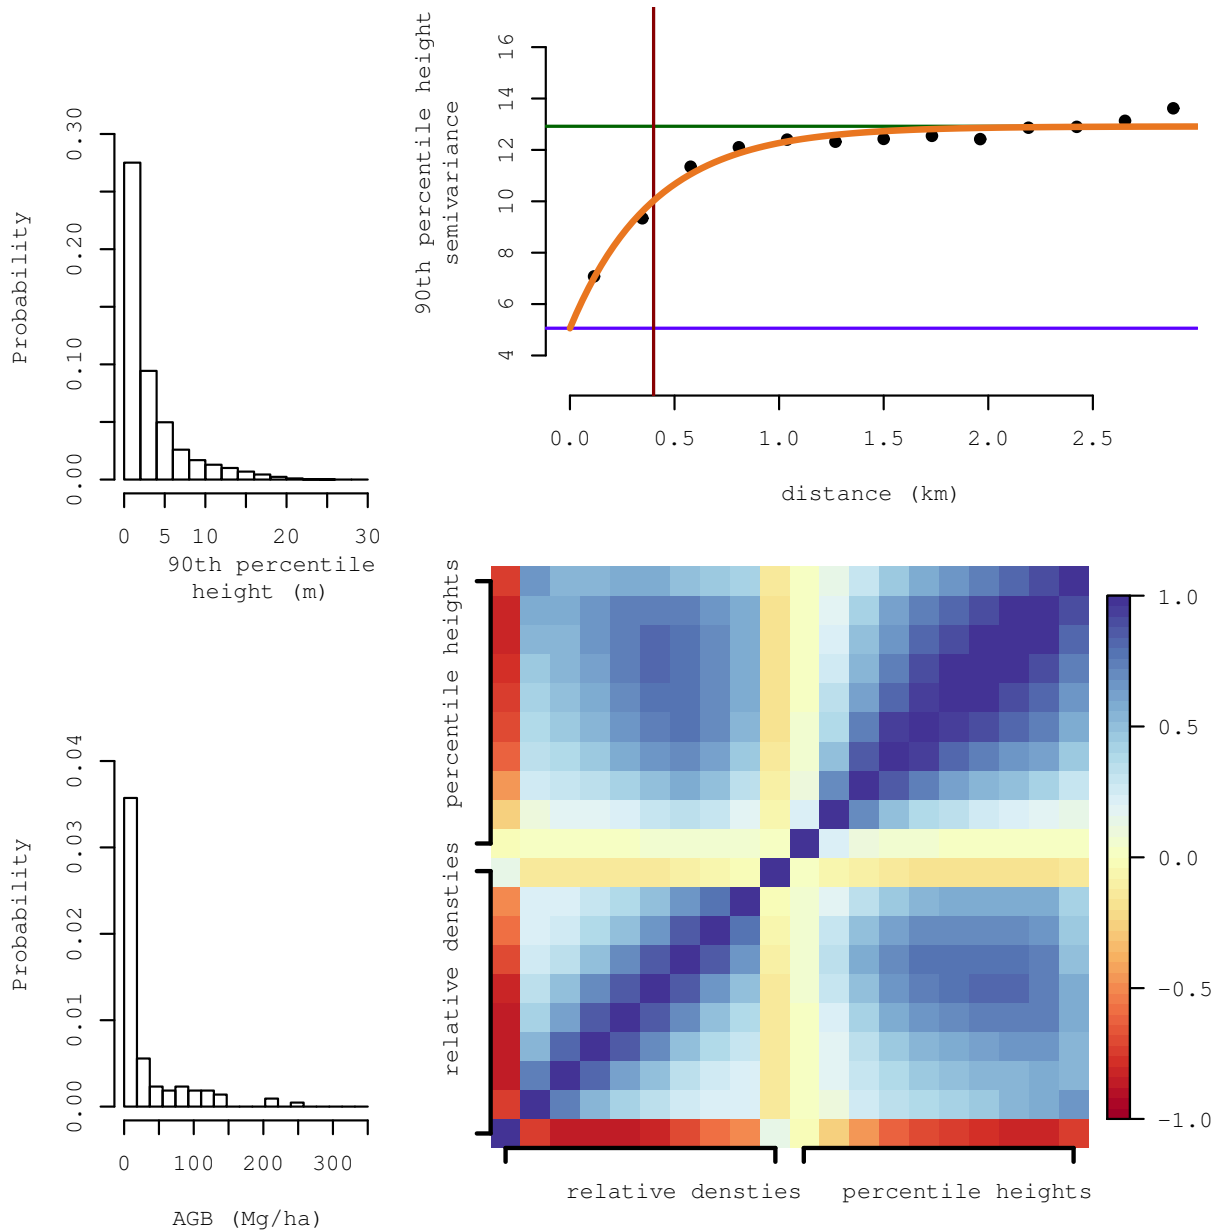 0.30
0.20
0.10
0.00
Probability
0 5 10 20 30
90th percentile
height (m)
90th percentile height
semivariance
16
14
12
10
8
6
4
0.0 0.5 1.0 1.5 2.0 2.5
distance (km)
0.04
0.03
0.02
0.01
0.00
Probability
0 100 200 300
AGB (Mg/ha)
percentile heights
relative densties
relative densties percentile heights
1.0
0.5
0.0
-0.5
-1.0